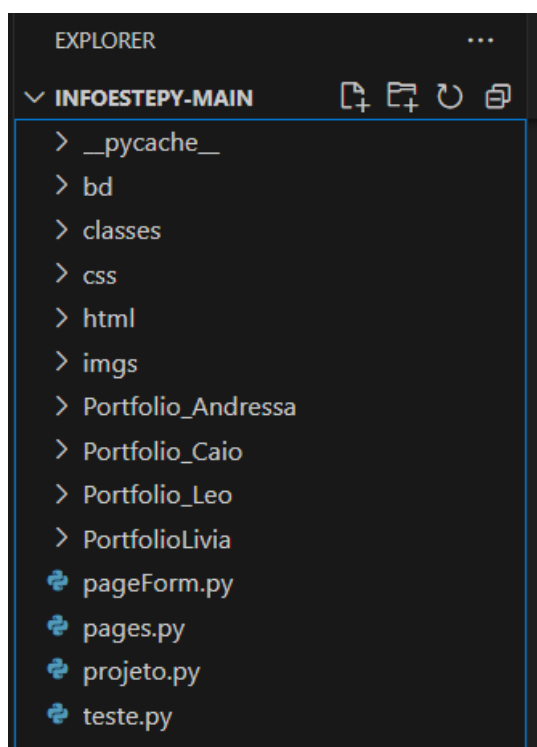 EXPLORER
INFOESTEPY-MAIN
__pycache__
bd
classes
css
html
imgs
Portfolio_Andressa
Portfolio_Caio
Portfolio_Leo
PortfolioLivia
pageForm.py
pages.py
projeto.py
teste.py